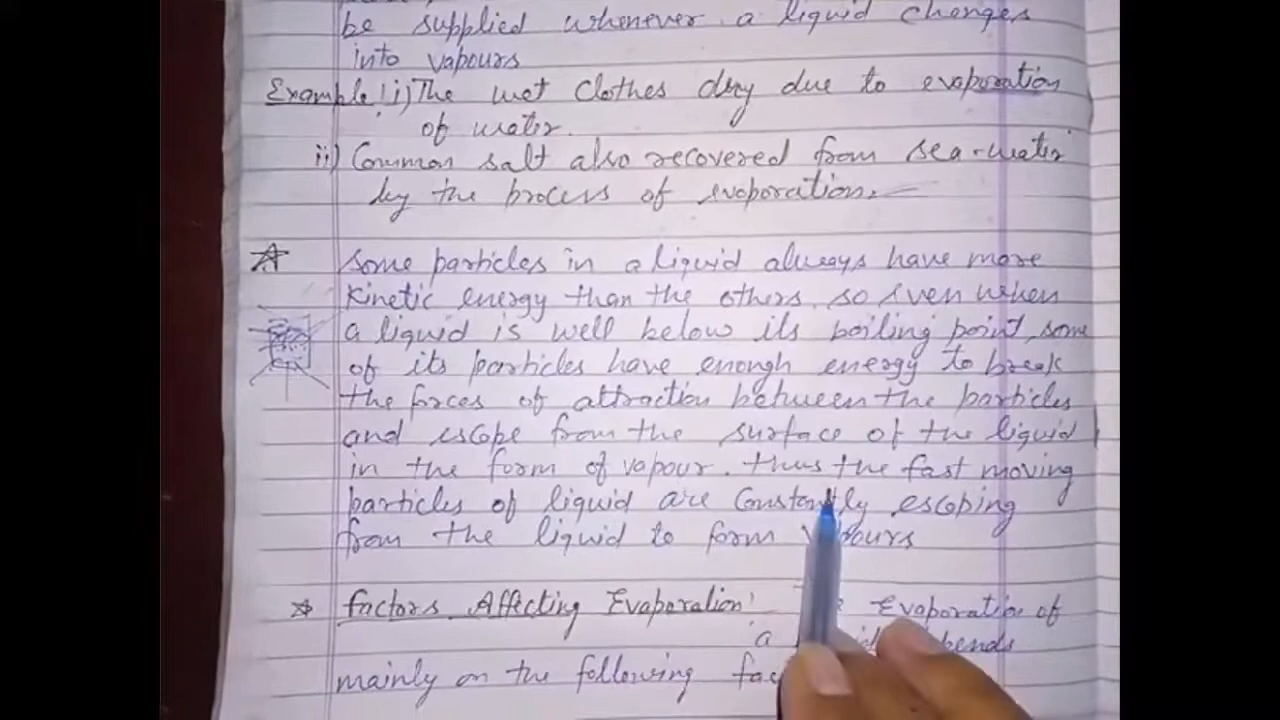 be supplied whenever a liquid changes
into vapours
Example: i) The wet clothes dry due to evaporation
of water.
ii) Common salt also recovered from sea-water
by the process of evaporation.
Some particles in a liquid always have more
kinetic energy than the others. so even when
a liquid is well below its boiling point, some
of its particles have enough energy to break
the forces of attraction between the particles
and escape from the surface of the liquid
in the form of vapour. thus the fast moving
particles of liquid are constantly escaping
from the liquid to form vapours
factors Affecting Evaporation: Evaporation of
a
mainly on the following